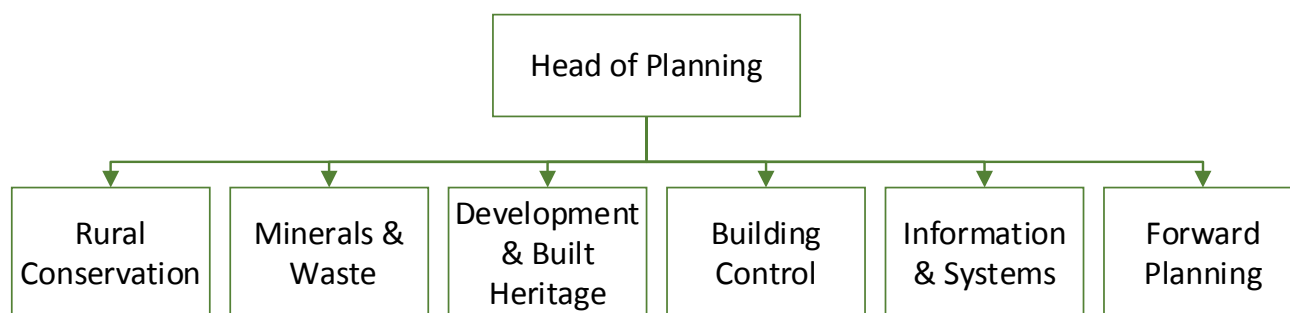 Head of Planning
Rural
Conservation
Minerals &
Waste
Development
& Built
Heritage
Building
Control
Information
& Systems
Forward
Planning